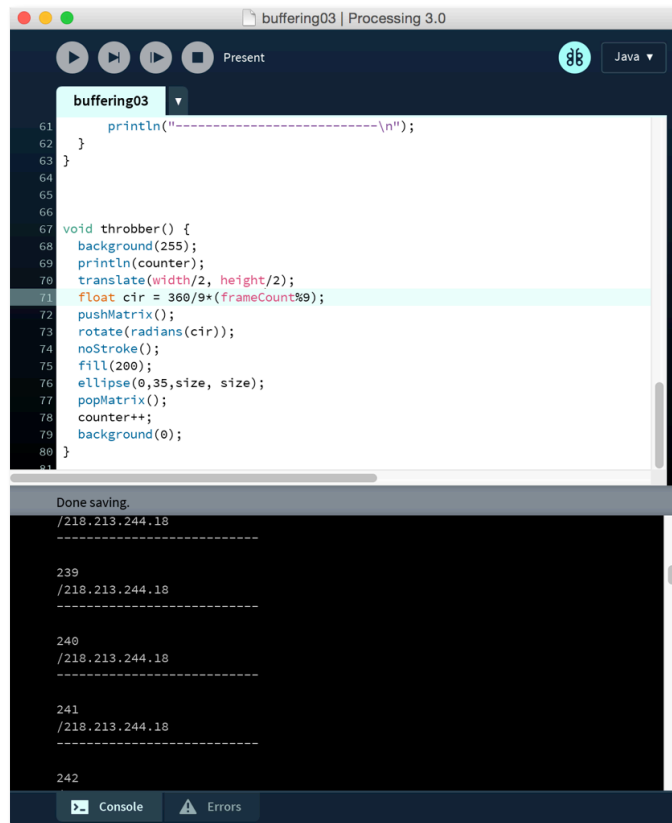 buffering03 | Processing 3.0
Present
Java ▼
buffering03 ▼
61 println("---------------------------\n");
62 }
63 }
64
65
66
67 void throbber() {
68 background(255);
69 println(counter);
70 translate(width/2, height/2);
71 float cir = 360/9*(frameCount%9);
72 pushMatrix();
73 rotate(radians(cir));
74 noStroke();
75 fill(200);
76 ellipse(0,35,size, size);
77 popMatrix();
78 counter++;
79 background(0);
80 }
81
Done saving.
/218.213.244.18
---------------------------
239
/218.213.244.18
---------------------------
240
/218.213.244.18
---------------------------
241
/218.213.244.18
---------------------------
242
Console
Errors